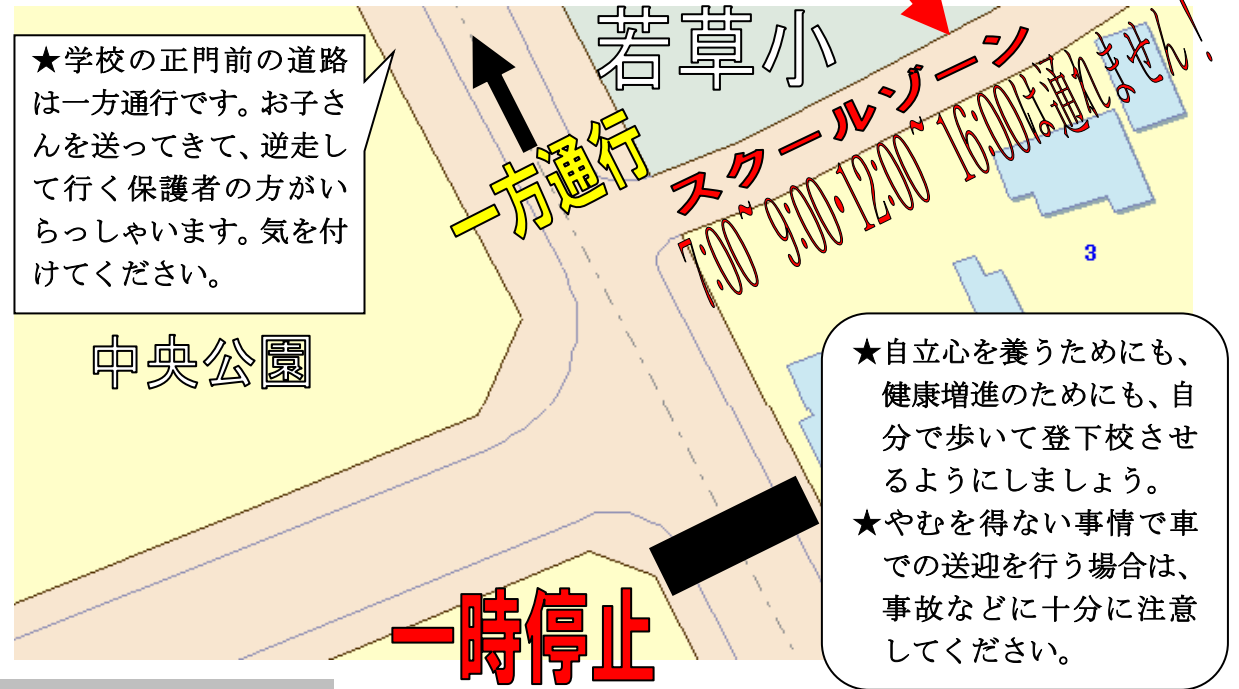 ★学校の正門前の道路
は一方通行です。お子さ
んを送ってきて、逆走し
て行く保護者の方がい
らっしゃいます。気を付
けてください。
若草小
一方通行
スクールゾーン
7:00~9:00・12:00~16:00は通れません!
3
中央公園
★自立心を養うためにも、
健康増進のためにも、自
分で歩いて登下校させ
るようにしましょう。
★やむを得ない事情で車
での送迎を行う場合は、
事故などに十分に注意
してください。
一時停止